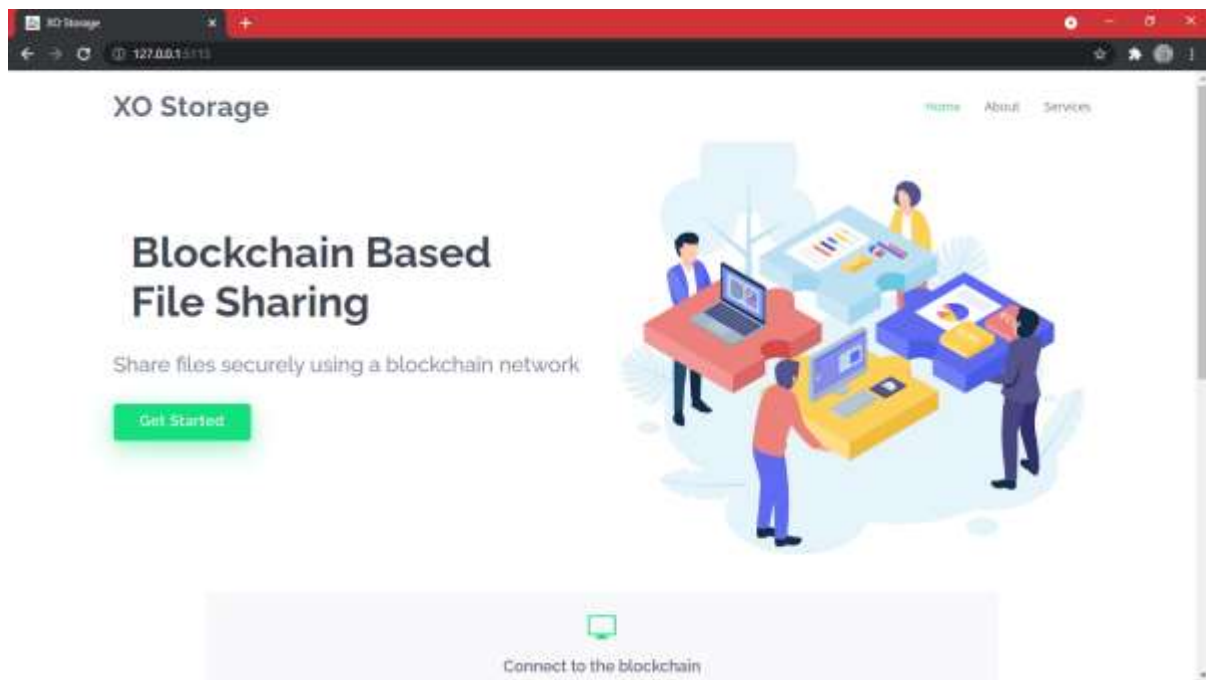 XO Storage
127.0.0.1:5113
XO Storage
Home About Services
Blockchain Based
File Sharing
Share files securely using a blockchain network
Get Started
Connect to the blockchain